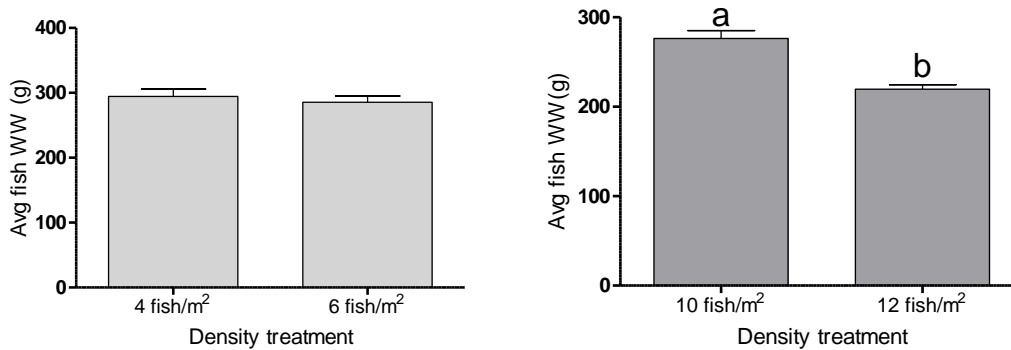 400
300
200
100
0
Avg fish WW (g)
4 fish/m²
6 fish/m²
Density treatment
300
200
100
0
Avg fish WW (g)
a
b
10 fish/m²
12 fish/m²
Density treatment